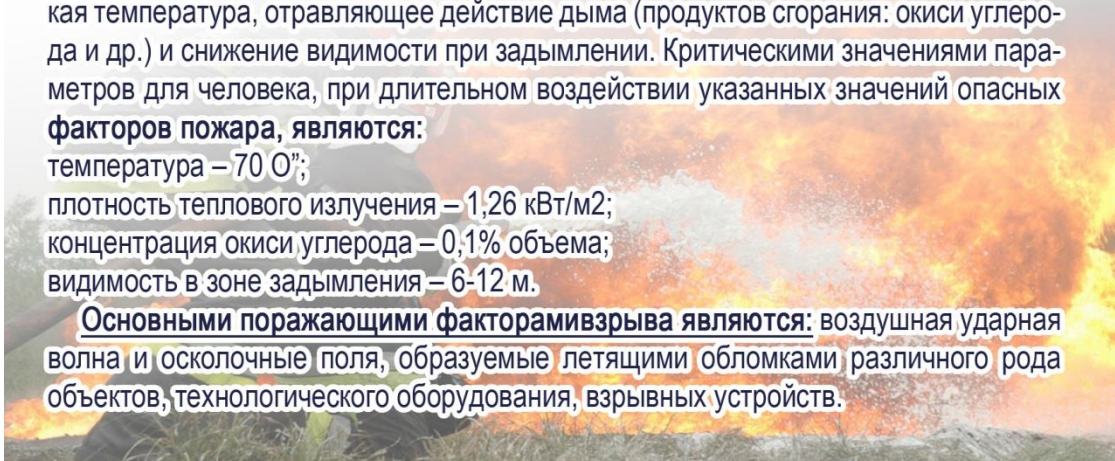 кая температура, отравляющее действие дыма (продуктов сгорания: окиси углеро-
да и др.) и снижение видимости при задымлении. Критическими значениями пара-
метров для человека, при длительном воздействии указанных значений опасных
факторов пожара, являются:
температура – 70 О”;
плотность теплового излучения – 1,26 кВт/м2;
концентрация окиси углерода – 0,1% объема;
видимость в зоне задымления – 6-12 м.
Основными поражающими факторамивзрыва являются: воздушная ударная
волна и осколочные поля, образуемые летящими обломками различного рода
объектов, технологического оборудования, взрывных устройств.